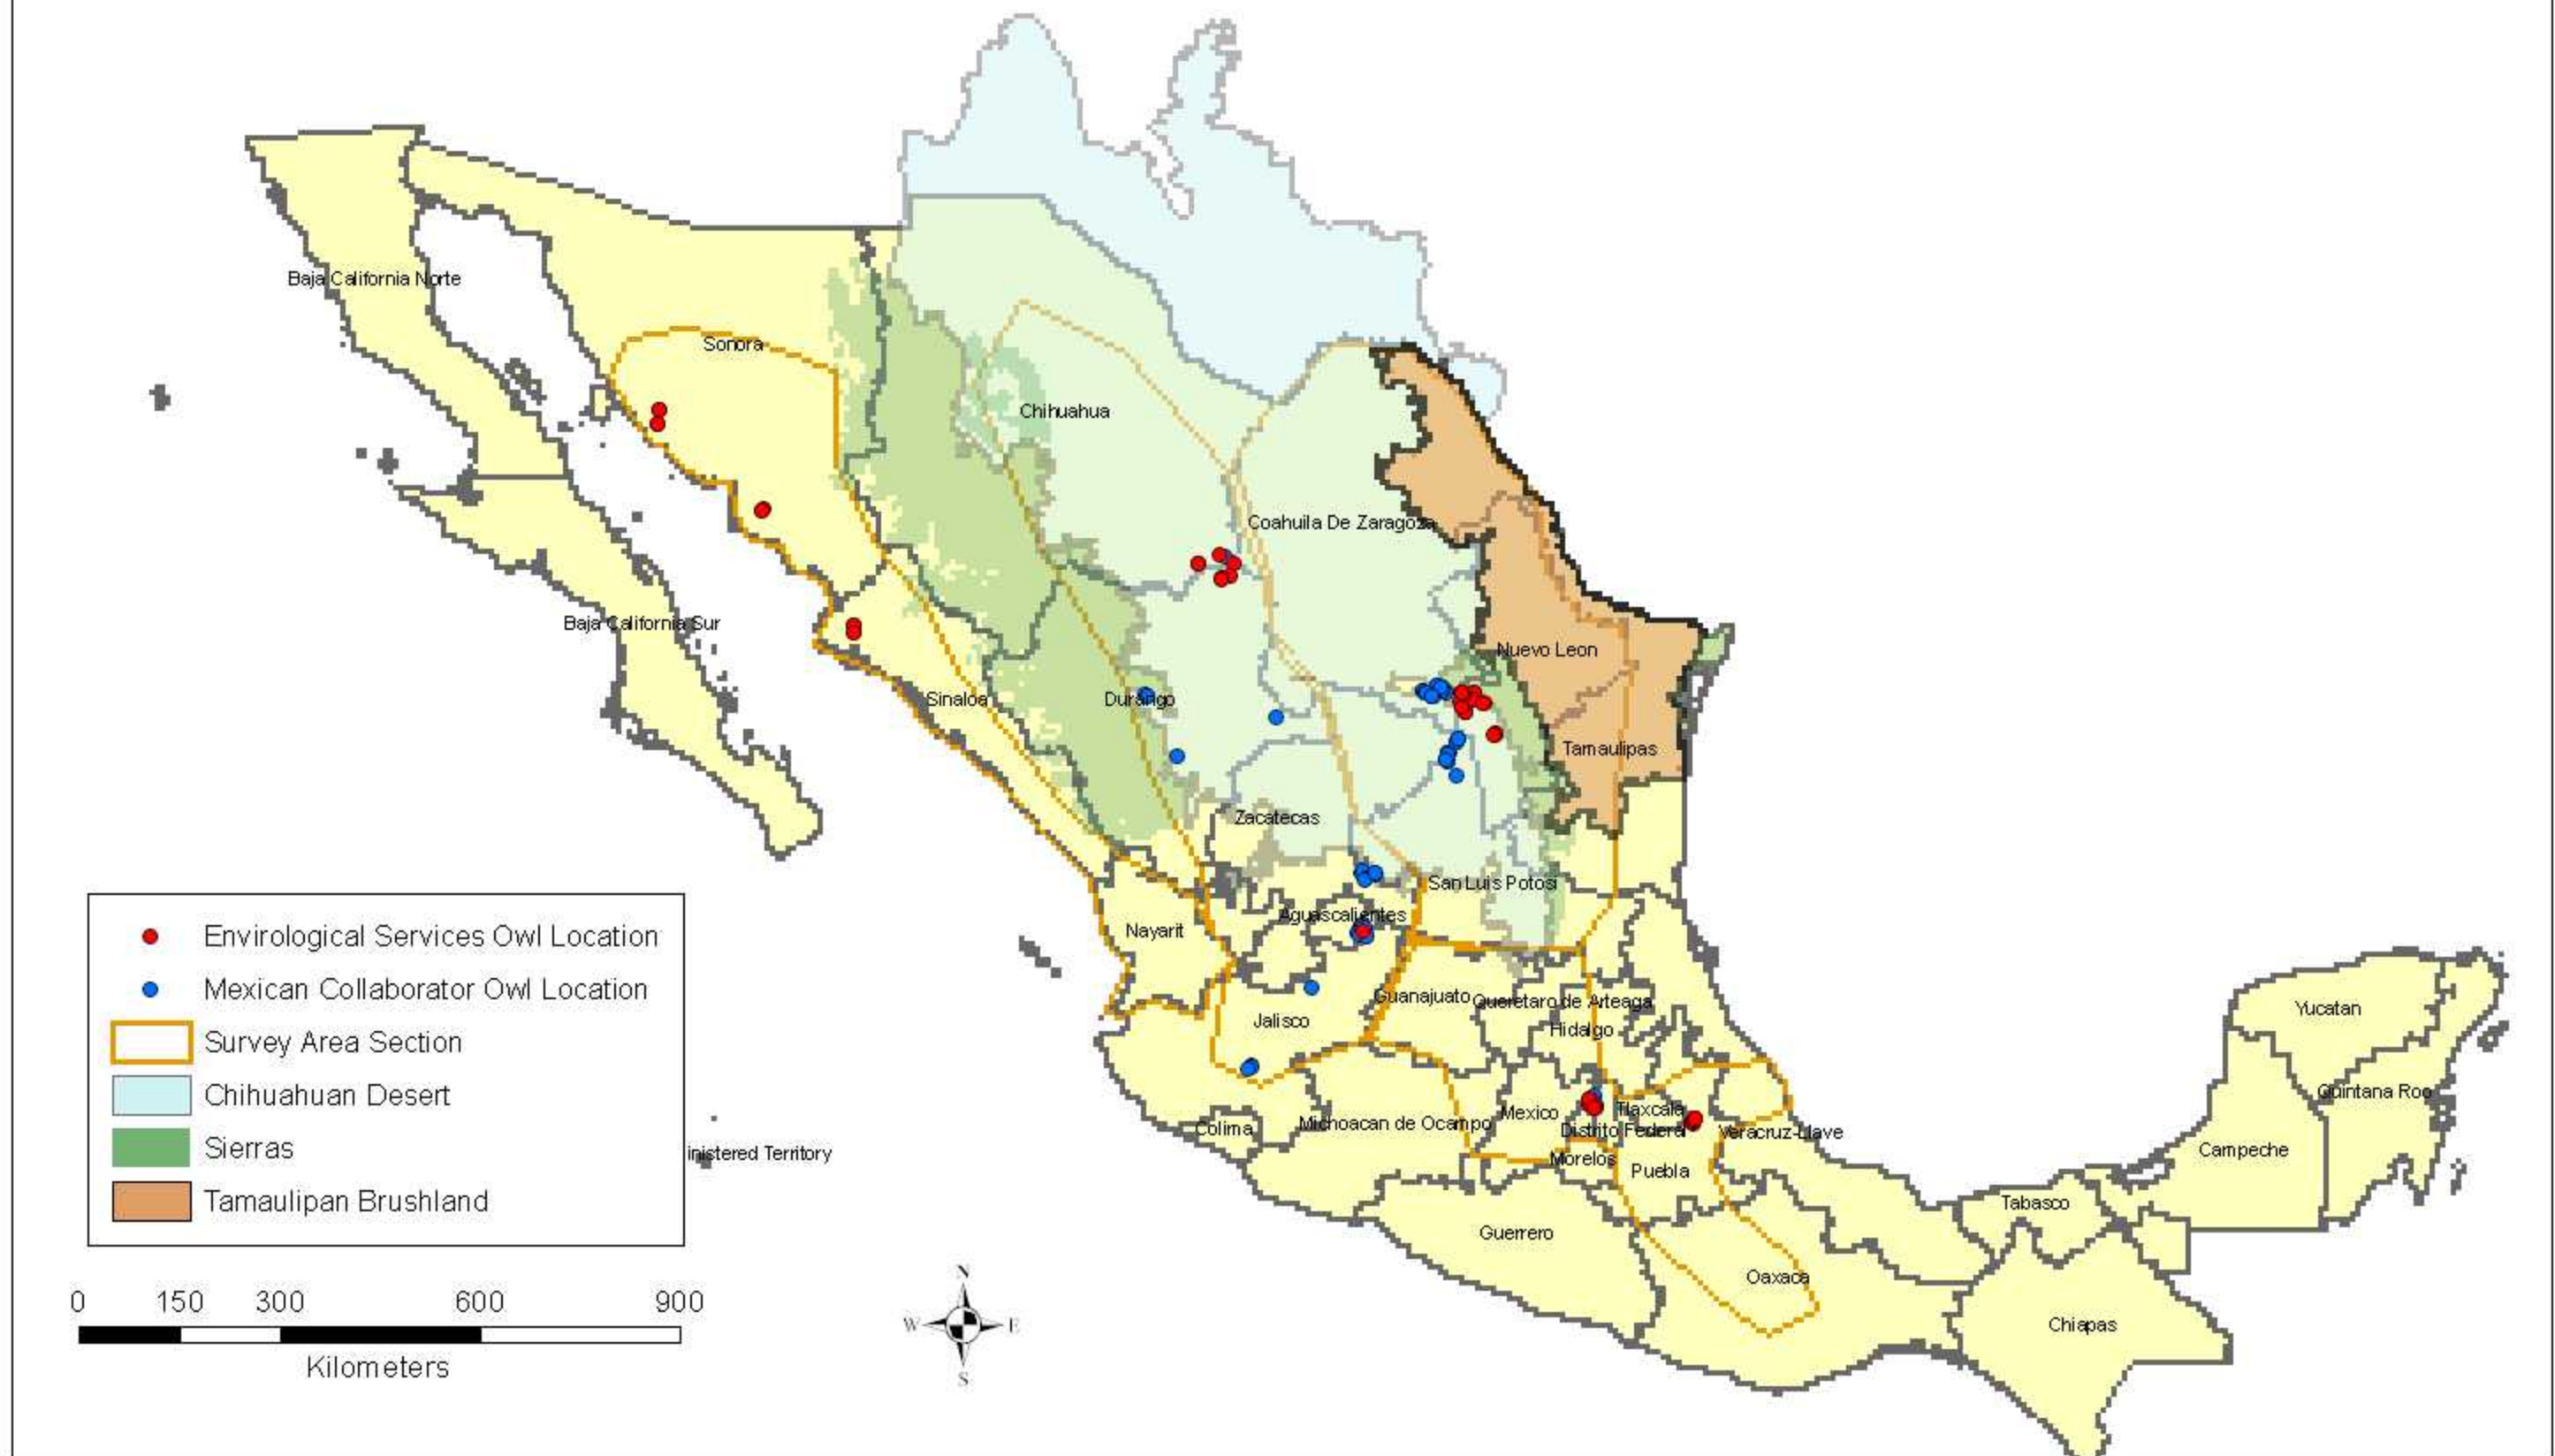 Baja California Norte
Sonora
Chihuahua
Coahuila De Zaragoza
Baja California Sur
Nuevo Leon
Sinaloa
Durango
Tamaulipas
Zacatecas
San Luis Potosi
Aguascalientes
Nayarit
Guanajuato
Queretaro de Arteaga
Hidalgo
Jalisco
Yucatan
Quintana Roo
Campeche
Mexico
Tlaxcala
Colima
Michoacan de Ocampo
Distrito Federal
Veracruz-Llave
Morelos
Puebla
inistered Territory
Tabasco
Guerrero
Oaxaca
Chiapas
Envirological Services Owl Location
Mexican Collaborator Owl Location
Survey Area Section
Chihuahuan Desert
Sierras
Tamaulipan Brushland
0 150 300 600 900
Kilometers
N
W E
S